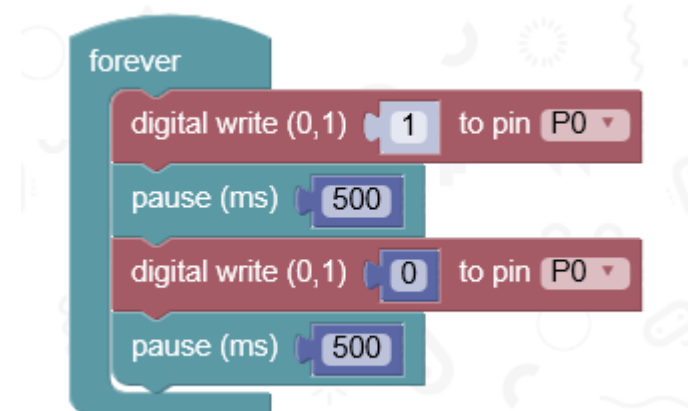 forever
digital write (0,1) 1 to pin P0
pause (ms) 500
digital write (0,1) 0 to pin P0
pause (ms) 500